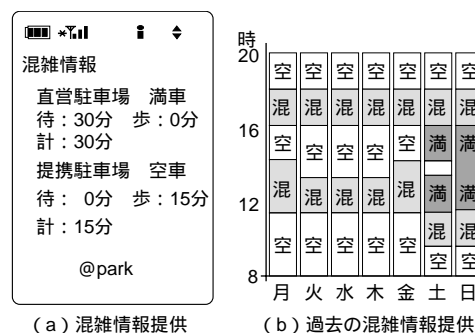 混雑情報
直営駐車場 満車
待:30分 歩:0分
計:30分
提携駐車場 空車
待: 0分 歩:15分
計:15分
@park
(a)混雑情報提供
時
20
空 空 空 空 空 空 空
混 混 混 混 混 混 混
16
空 空 空 空 空 満 満
混 混 混 混 混 満 満
12
混 混
空 空 空 空 空 空 空
8
月 火 水 木 金 土 日
(b)過去の混雑情報提供